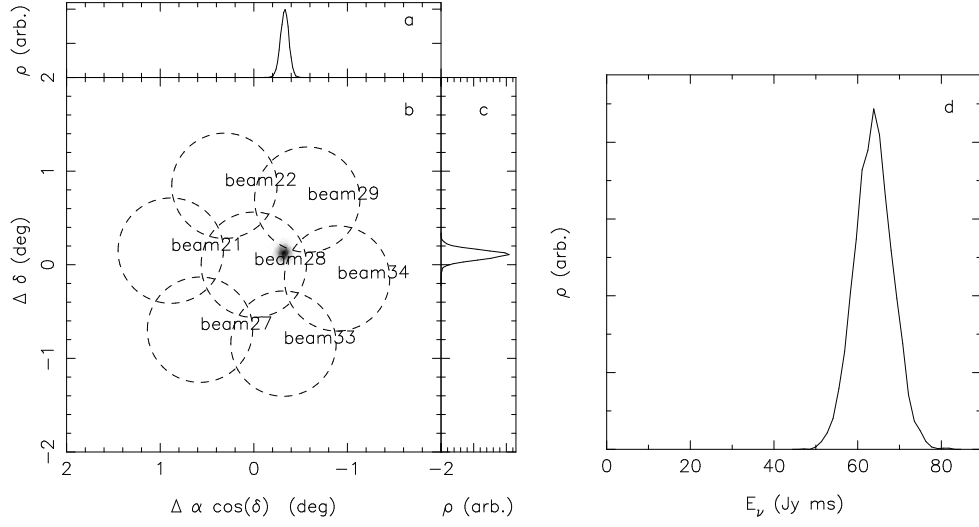 ρ (arb.)
a
2
b
c
d
beam22
beam29
1
beam21
beam28
beam34
Δ δ (deg)
0
ρ (arb.)
beam27
beam33
−1
−2
2 1 0 −1 −2
0 20 40 60 80
Δ α cos(δ) (deg)
ρ (arb.)
E_ν (Jy ms)